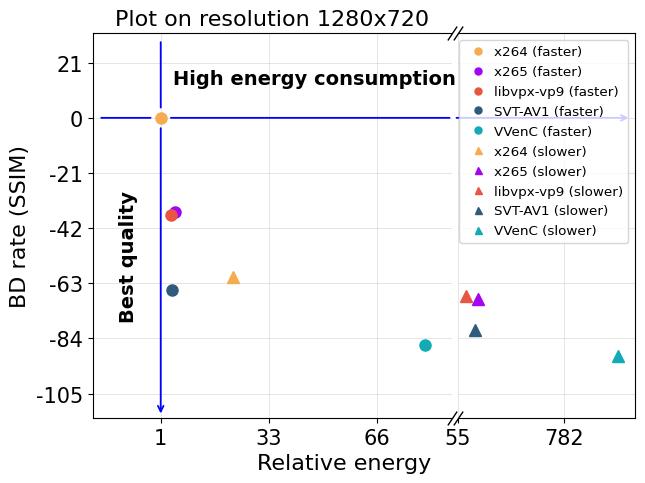 Plot on resolution 1280x720
21
0
-21
-42
-63
-84
-105
BD rate (SSIM)
High energy consumption
Best quality
x264 (faster)
x265 (faster)
libvpx-vp9 (faster)
SVT-AV1 (faster)
VVenC (faster)
x264 (slower)
x265 (slower)
libvpx-vp9 (slower)
SVT-AV1 (slower)
VVenC (slower)
1 33 66 55 782
Relative energy